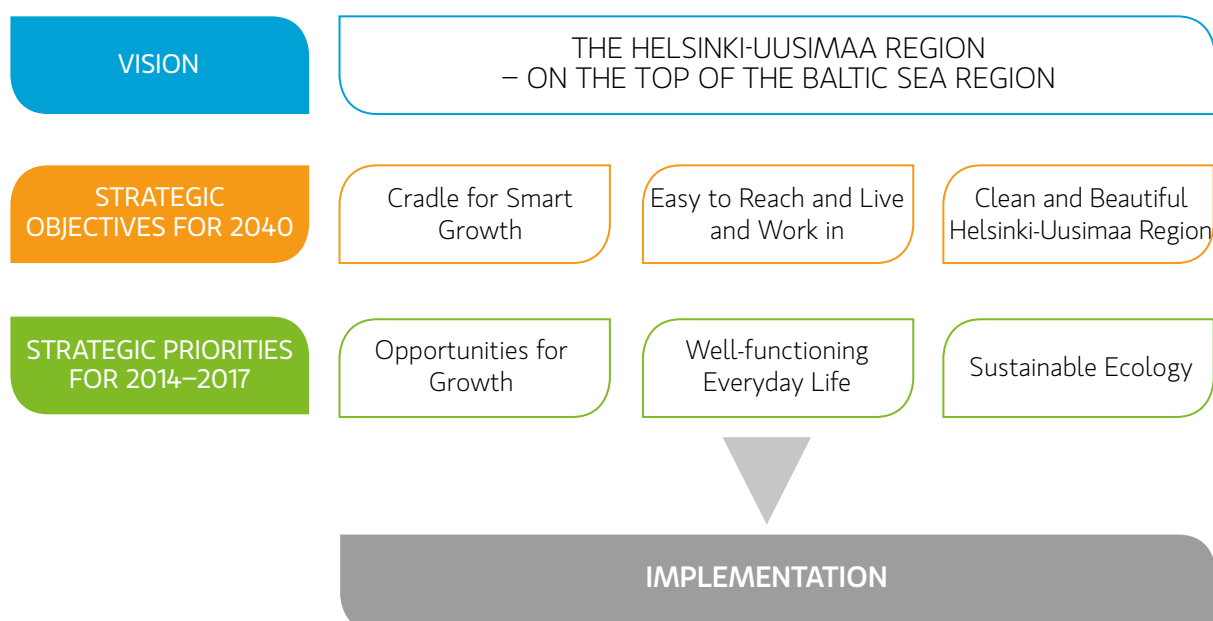 VISION
THE HELSINKI-UUSIMAA REGION
– ON THE TOP OF THE BALTIC SEA REGION
STRATEGIC
OBJECTIVES FOR 2040
Cradle for Smart
Growth
Easy to Reach and Live
and Work in
Clean and Beautiful
Helsinki-Uusimaa Region
STRATEGIC PRIORITIES
FOR 2014–2017
Opportunities for
Growth
Well-functioning
Everyday Life
Sustainable Ecology
IMPLEMENTATION